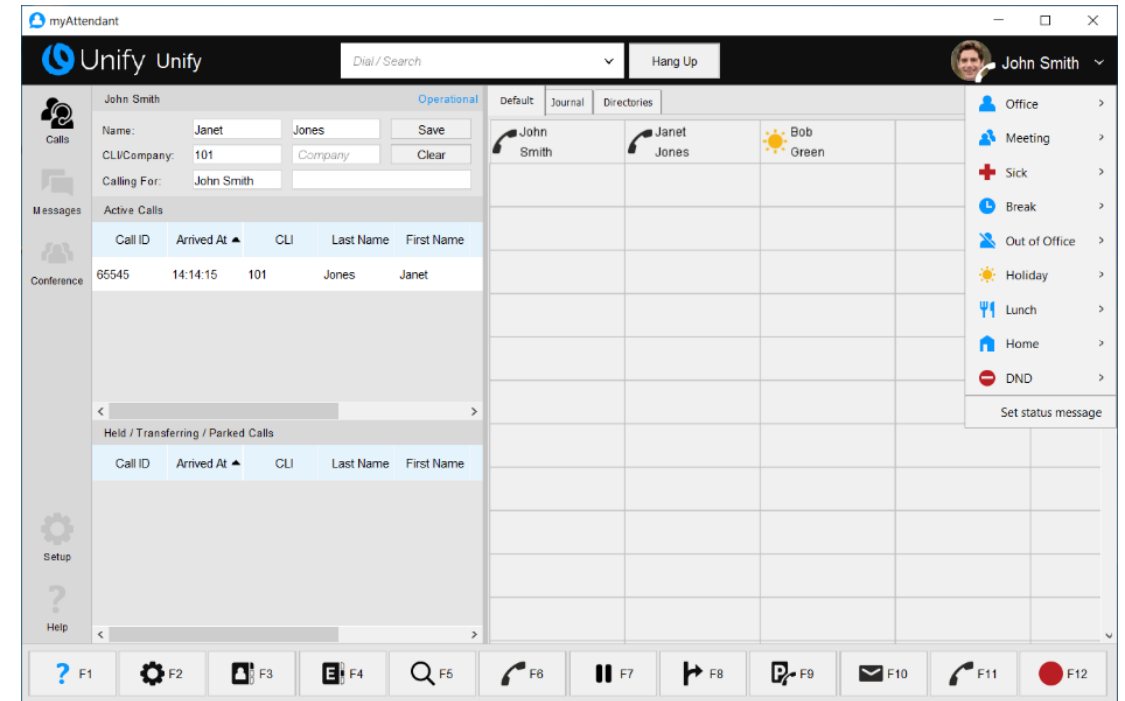 myAttendant
Unify Unify
Dial / Search
Hang Up
John Smith
Calls
Messages
Conference
Setup
Help
John Smith
Operational
Name:
Janet
Jones
Save
CLI/Company:
101
Company
Clear
Calling For:
John Smith
Active Calls
Call ID Arrived At CLI Last Name First Name
65545 14:14:15 101 Jones Janet
Held / Transferring / Parked Calls
Call ID Arrived At CLI Last Name First Name
Default Journal Directories
John
Smith
Janet
Jones
Bob
Green
Office
Meeting
Sick
Break
Out of Office
Holiday
Lunch
Home
DND
Set status message
? F1
F2
F3
E F4
F5
F6
F7
F8
P F9
F10
F11
F12